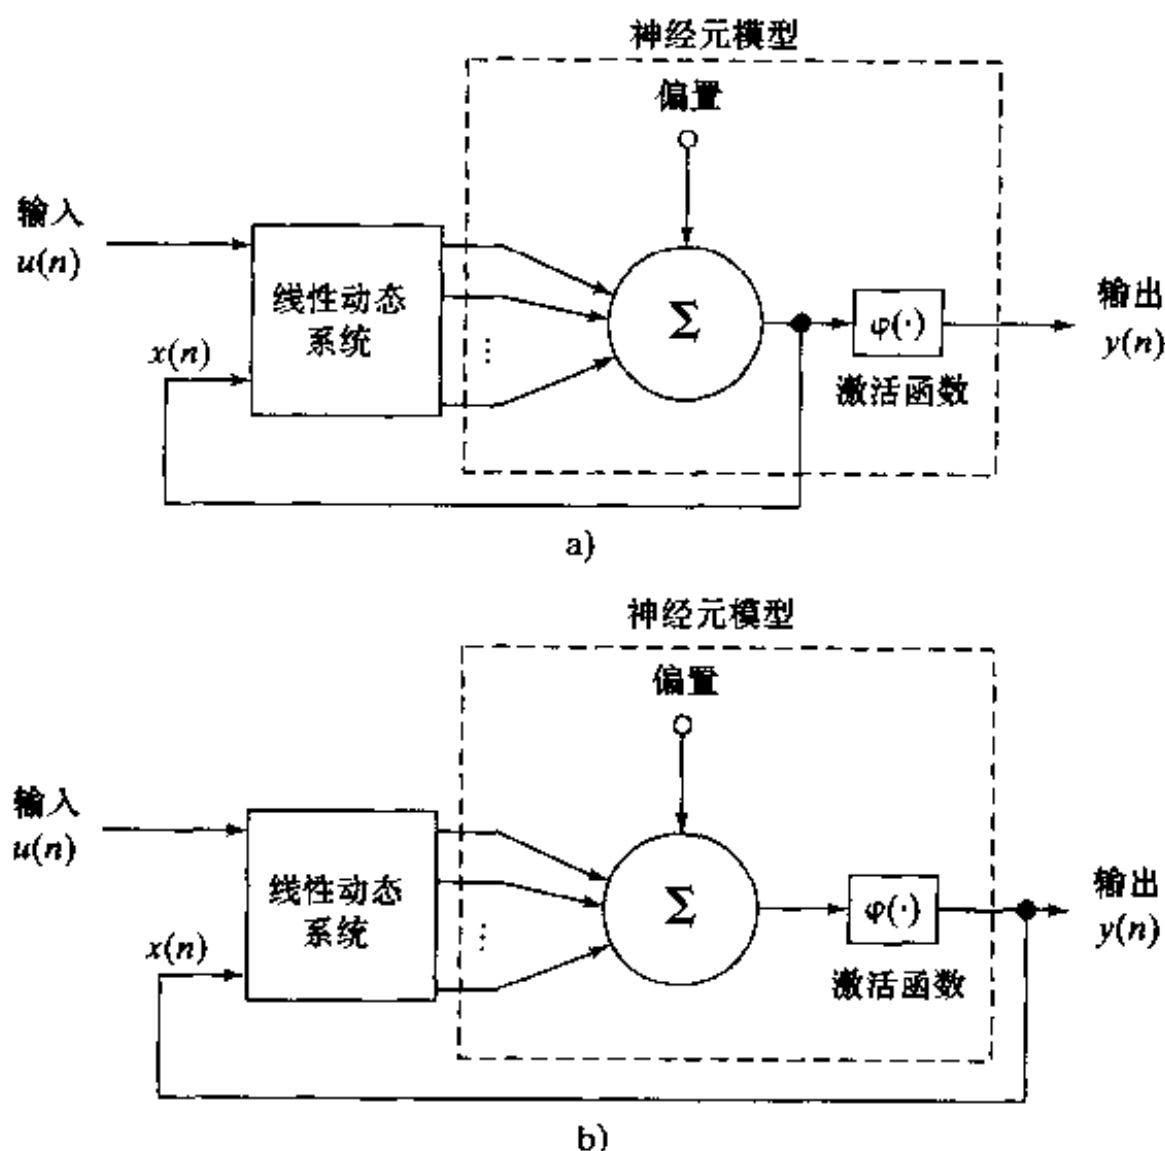 神经元模型
偏置
输入
u(n)
线性动态
系统
x(n)
⋮
Σ
φ(·)
激活函数
输出
y(n)
a)
神经元模型
偏置
输入
u(n)
线性动态
系统
x(n)
⋮
Σ
φ(·)
激活函数
输出
y(n)
b)